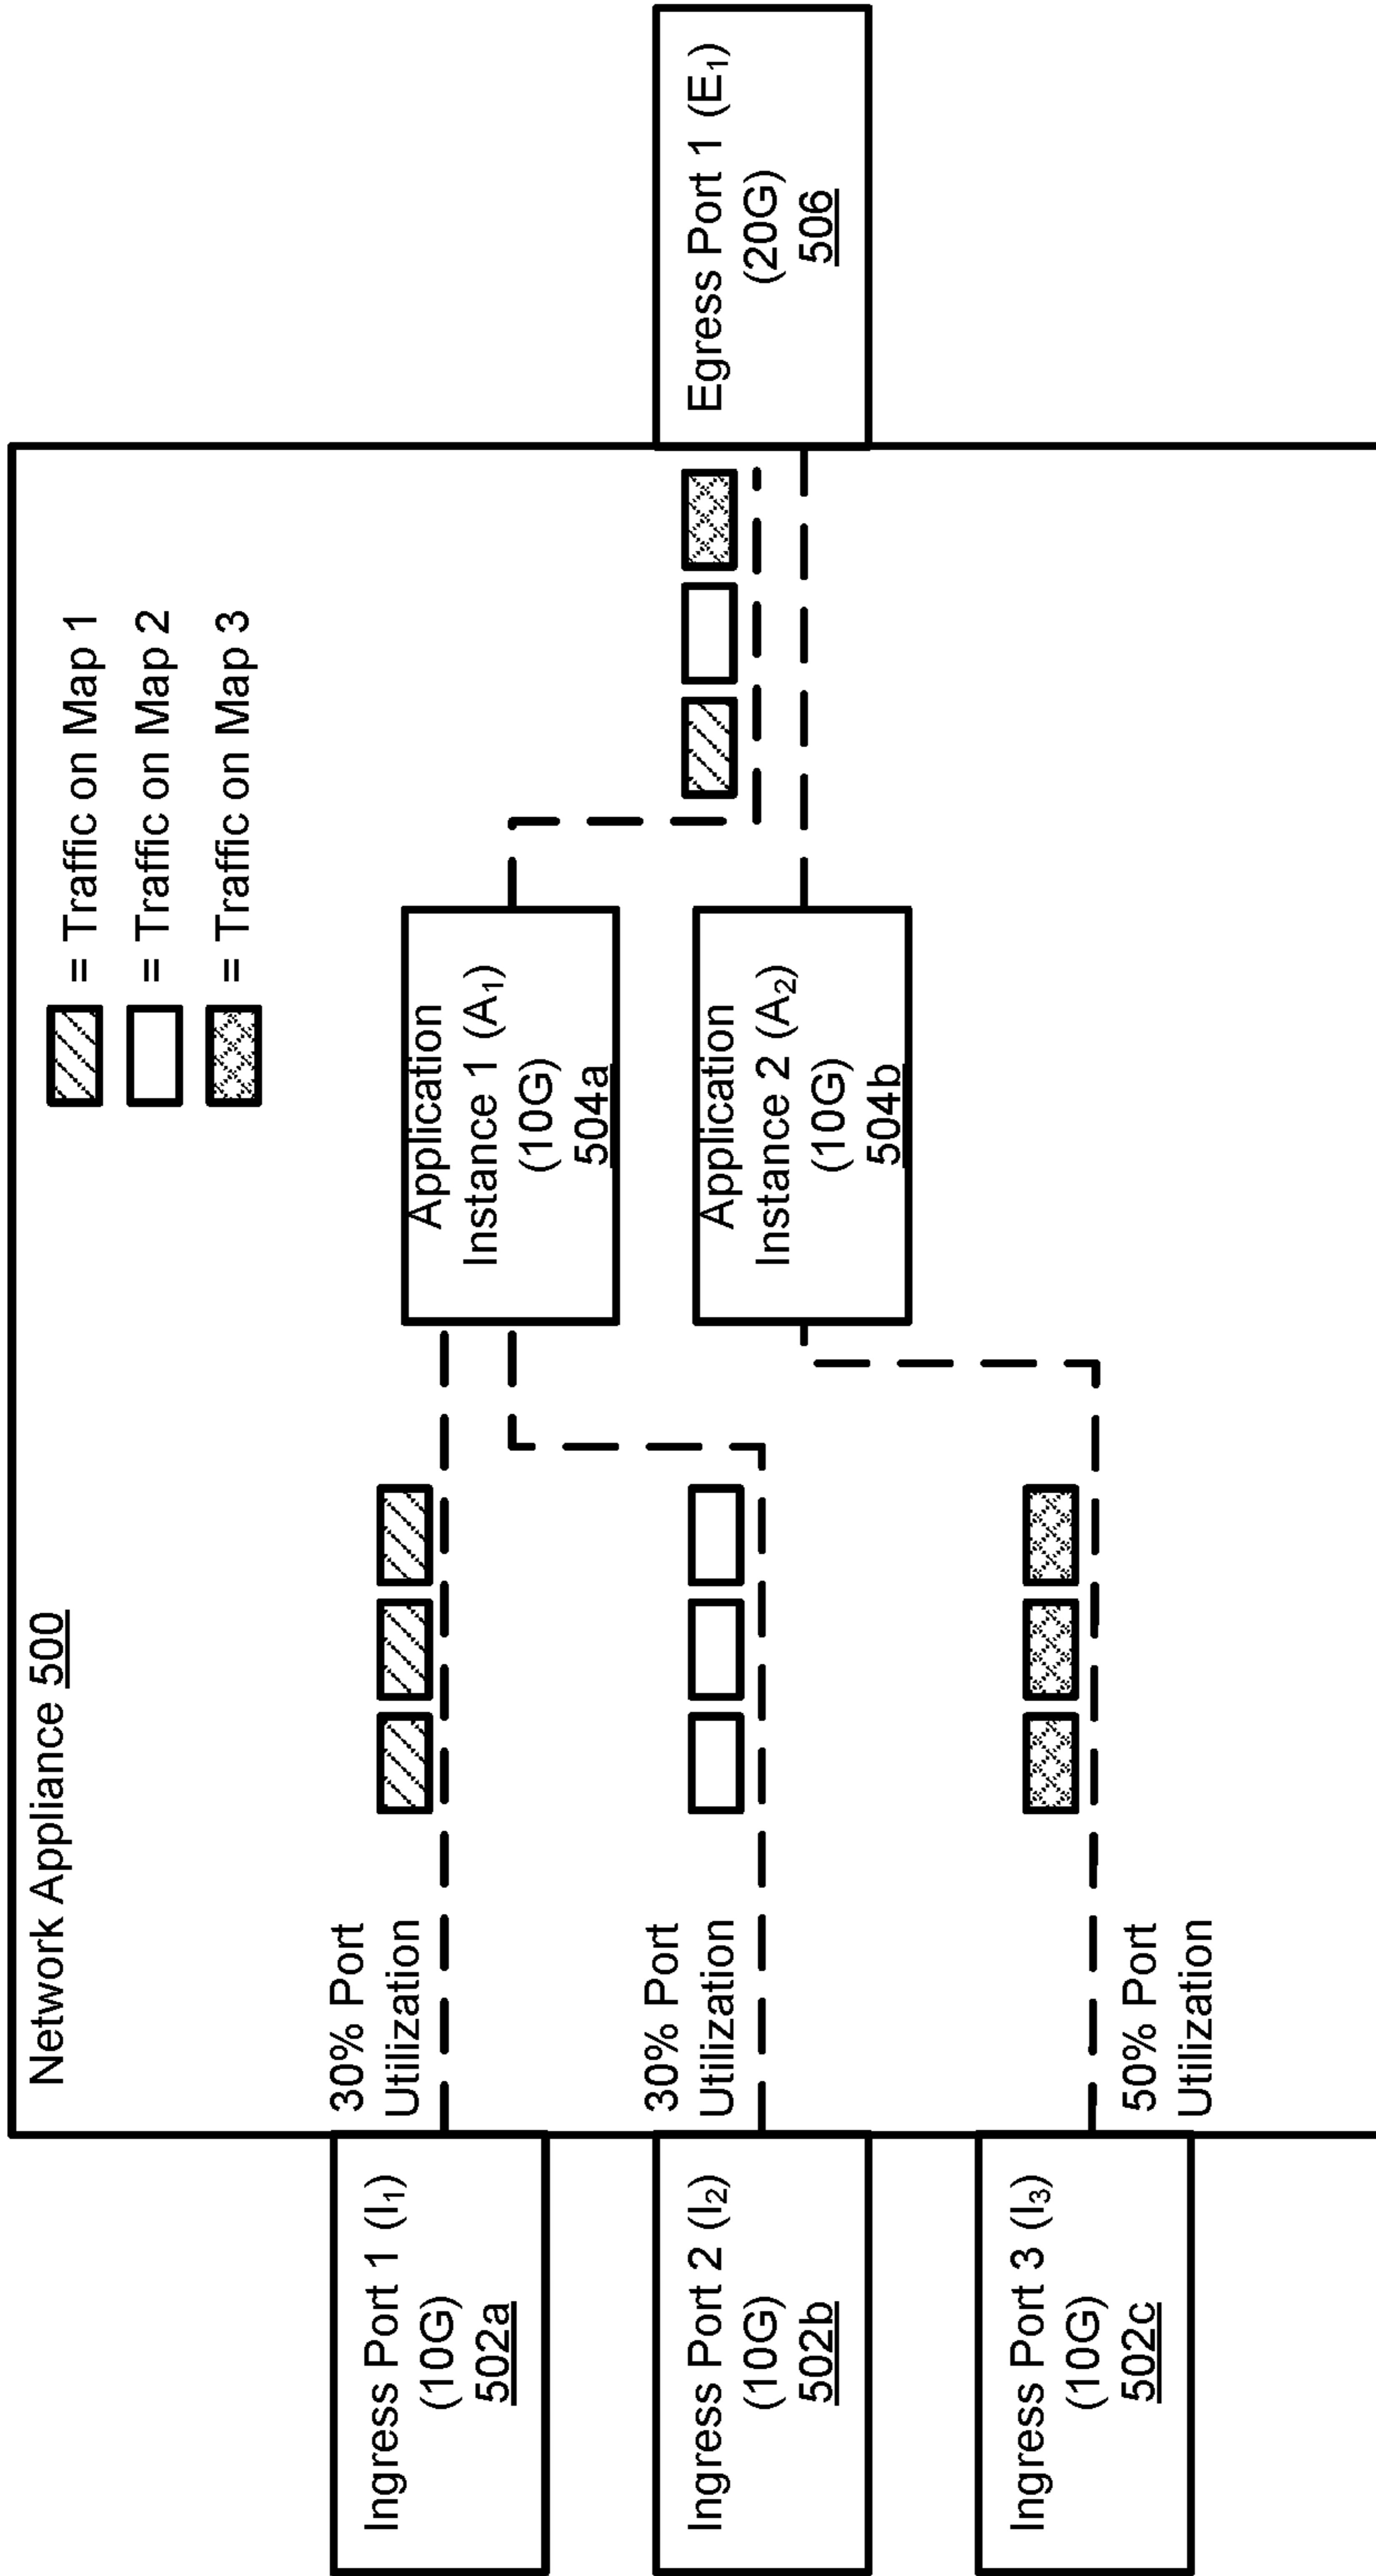 Network Appliance 500
= Traffic on Map 1
= Traffic on Map 2
= Traffic on Map 3
Ingress Port 1 (I₁)
(10G)
502a
30% Port
Utilization
Ingress Port 2 (I₂)
(10G)
502b
30% Port
Utilization
Ingress Port 3 (I₃)
(10G)
502c
50% Port
Utilization
Application
Instance 1 (A₁)
(10G)
504a
Application
Instance 2 (A₂)
(10G)
504b
Egress Port 1 (E₁)
(20G)
506